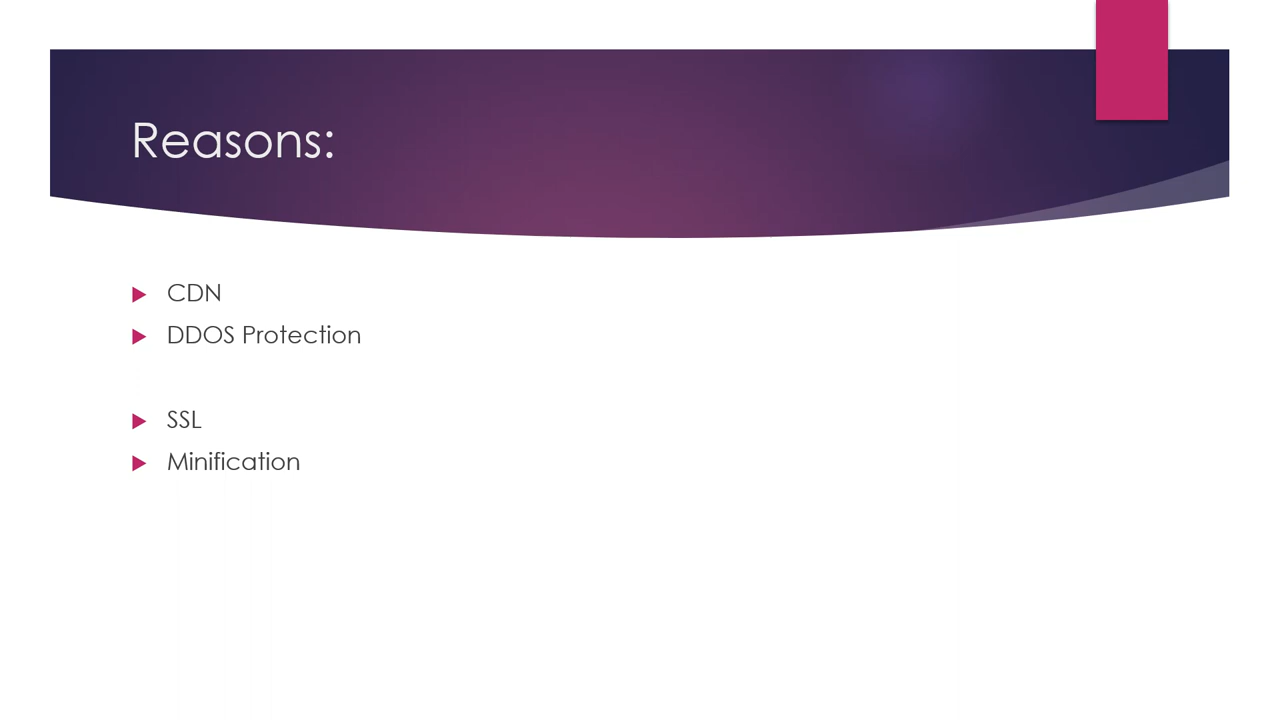 Reasons:
CDN
DDOS Protection
SSL
Minification